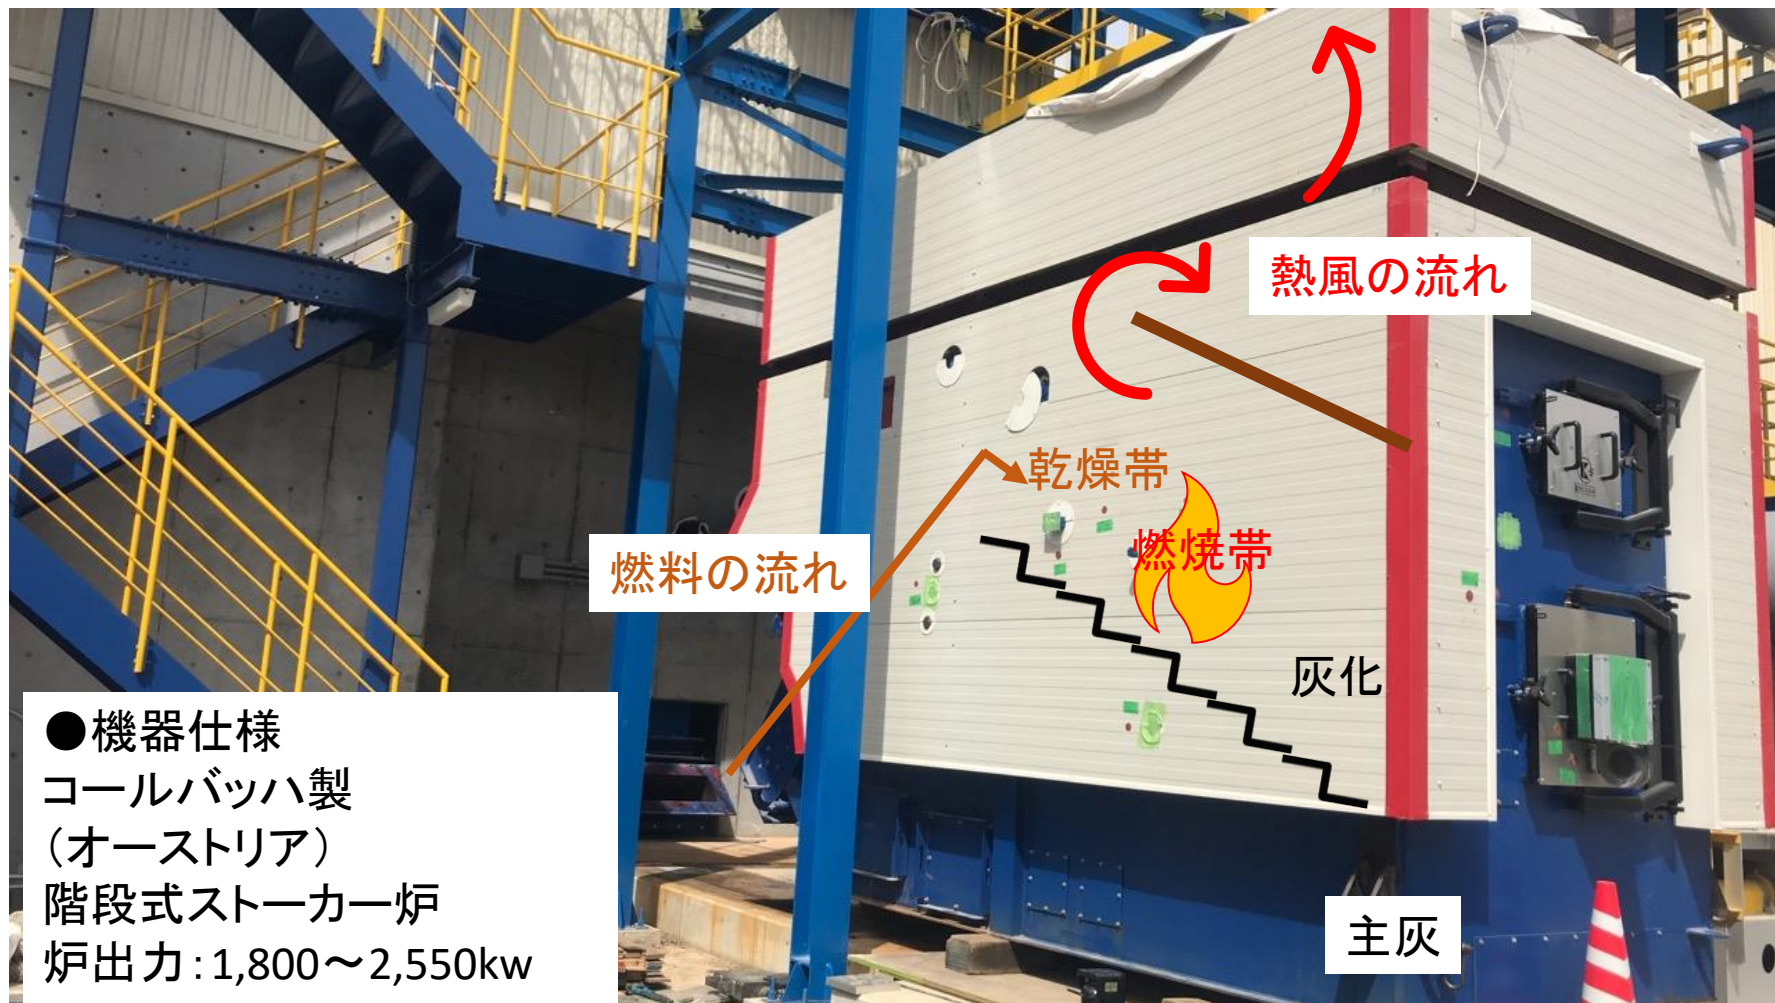 熱風の流れ
乾燥帯
燃焼帯
燃料の流れ
灰化
●機器仕様
コールバッハ製
（オーストリア）
階段式ストーカー炉
炉出力：1,800～2,550kw
主灰